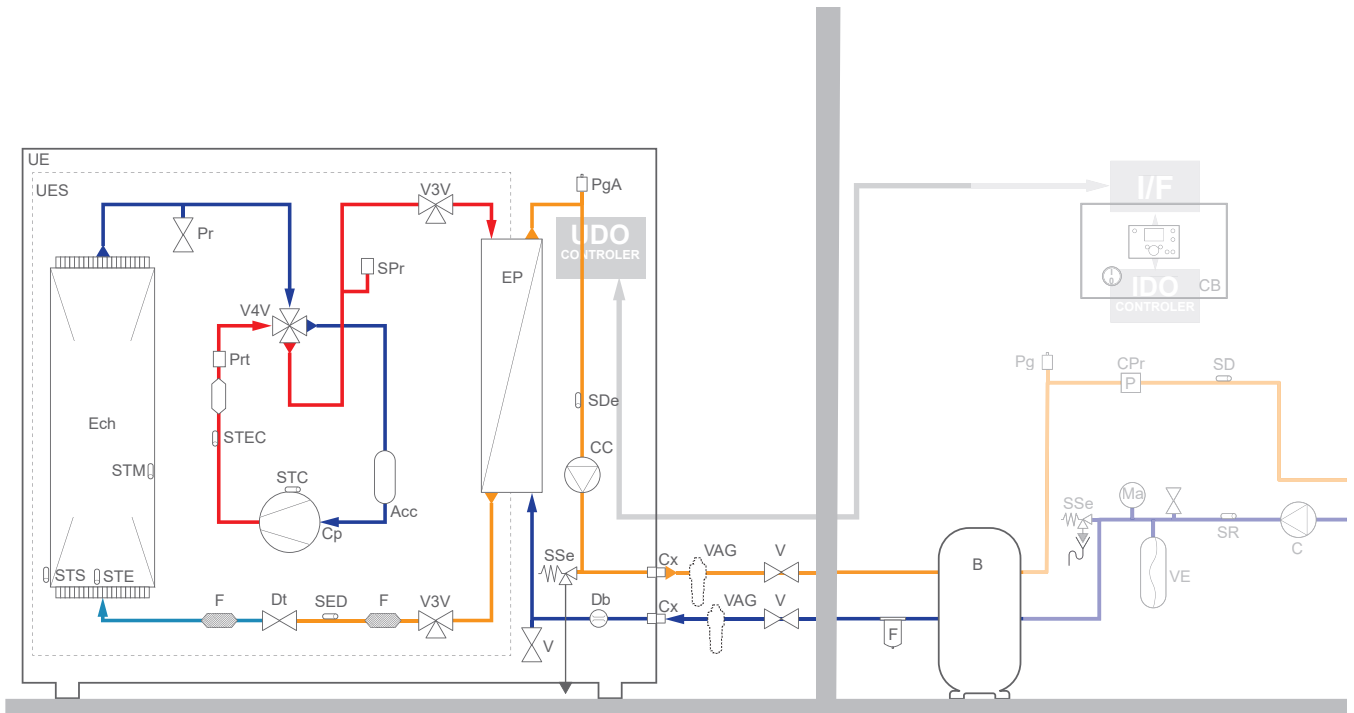 UE
UES
V3V
PgA
Pr
UDO
CONTROLER
I/F
SPr
EP
CB
I
0
IDO
CONTROLER
V4V
Prt
Pg
CPr
P
SD
SDe
Ech
STEC
CC
STM
STC
Acc
Cp
SSe
Ma
SR
C
VE
SSe
Cx
VAG
V
B
STS
STE
F
Dt
SED
F
V3V
Db
Cx
VAG
V
V
F